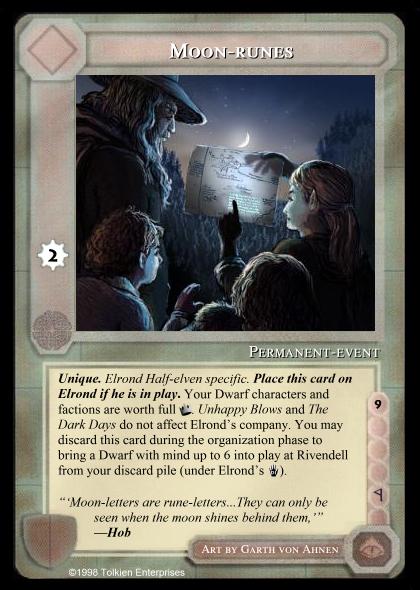 MOON-RUNES
2
PERMANENT-EVENT
Unique. Elrond Half-elven specific. Place this card on
Elrond if he is in play. Your Dwarf characters and
factions are worth full . Unhappy Blows and The
Dark Days do not affect Elrond's company. You may
discard this card during the organization phase to
bring a Dwarf with mind up to 6 into play at Rivendell
from your discard pile (under Elrond's ).
9
“‘Moon-letters are rune-letters...They can only be
seen when the moon shines behind them,’”
—Hob
ART BY GARTH VON AHNEN
©1998 Tolkien Enterprises